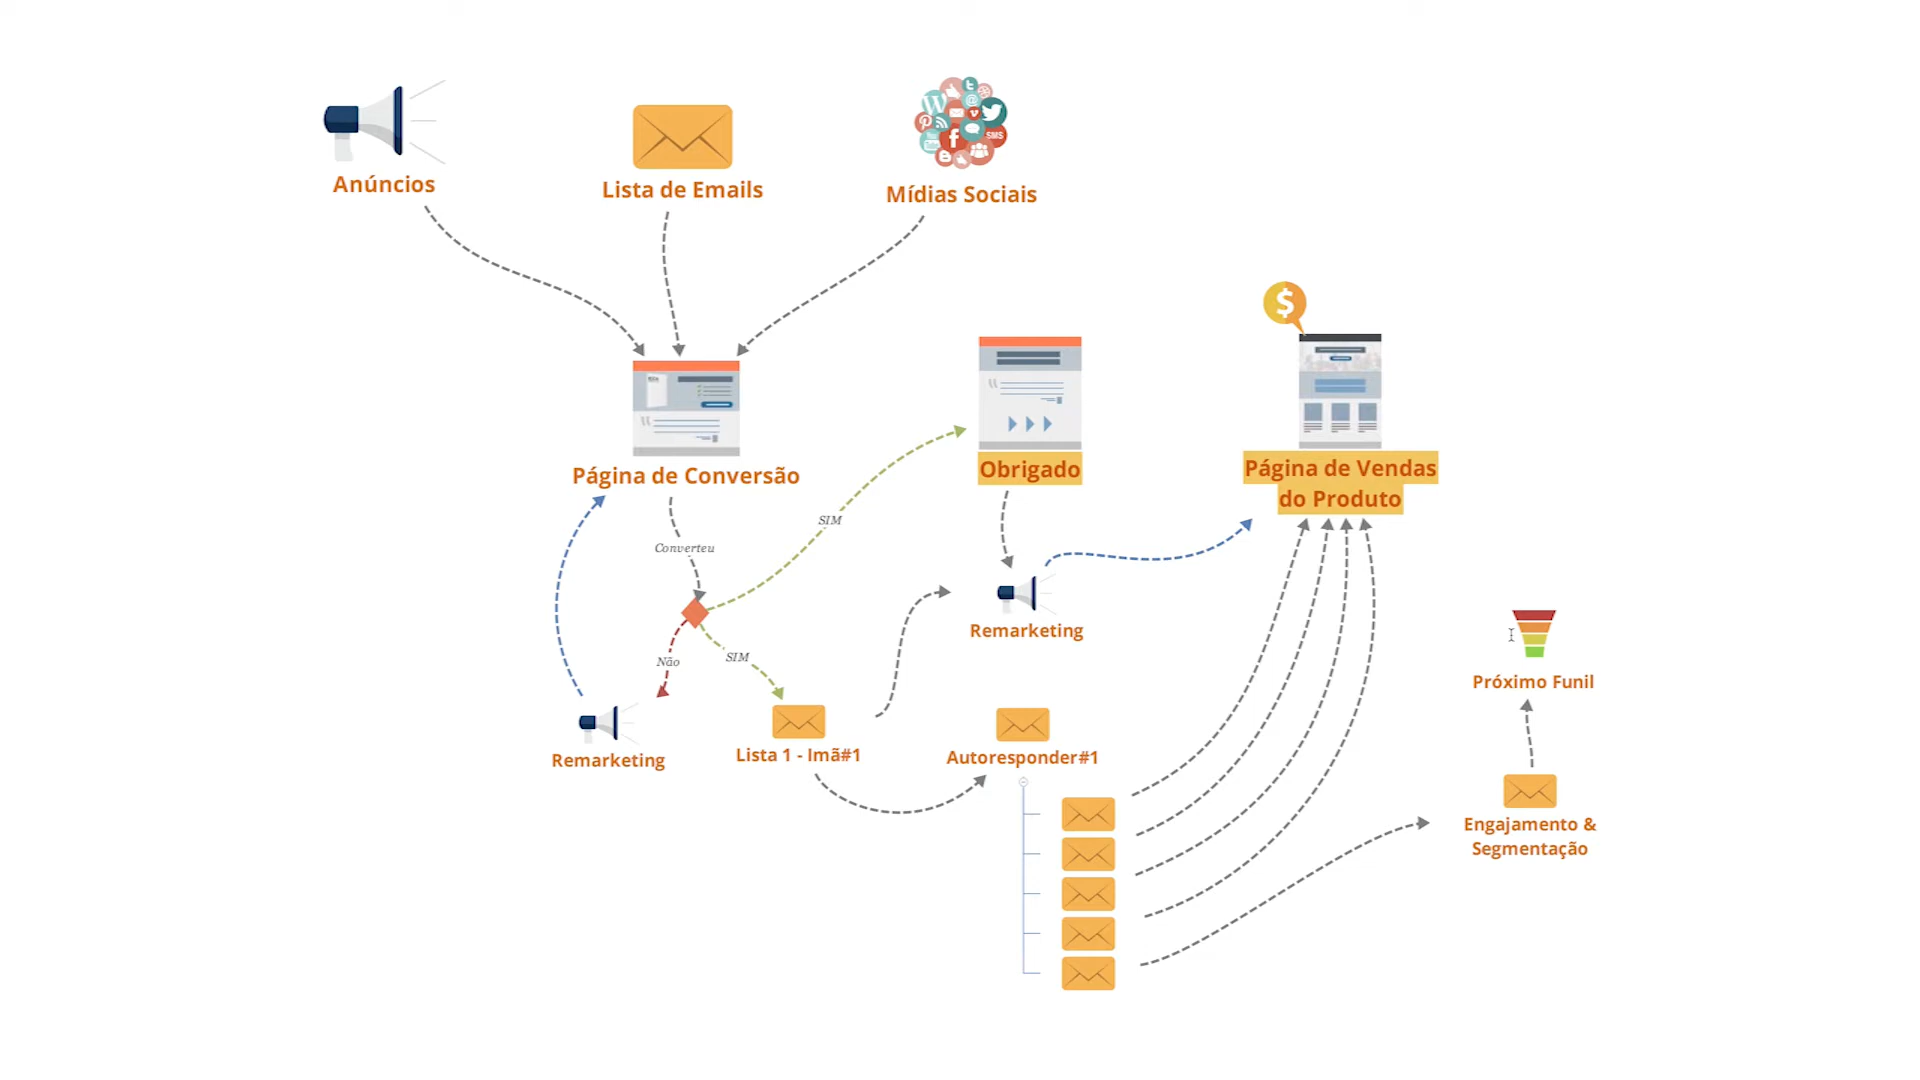 SMS
Anúncios
Lista de Emails
Mídias Sociais
$
Página de Conversão
Obrigado
Página de Vendas
do Produto
SIM
Converteu
Remarketing
Não
SIM
Próximo Funil
Remarketing
Lista 1 - Imã#1
Autoresponder#1
Engajamento &
Segmentação